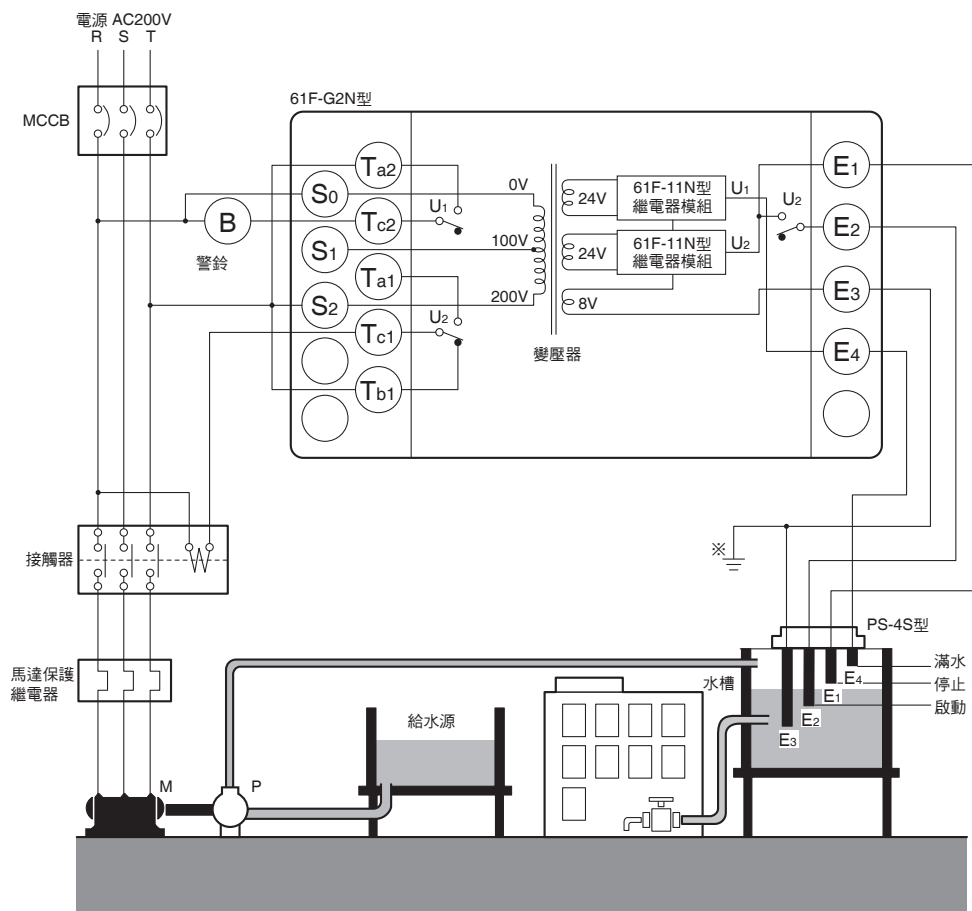 電源 AC200V
R S T
MCCB
61F-G2N型
Ta2
S0
B
警鈴
Tc2
S1
Ta1
S2
Tc1
Tb1
U1
U2
0V
100V
200V
24V
24V
8V
61F-11N型
繼電器模組
61F-11N型
繼電器模組
U1
U2
變壓器
U2
E1
E2
E3
E4
接觸器
※
PS-4S型
馬達保護
繼電器
M
P
給水源
水槽
E4
E1
E2
E3
滿水
停止
啟動